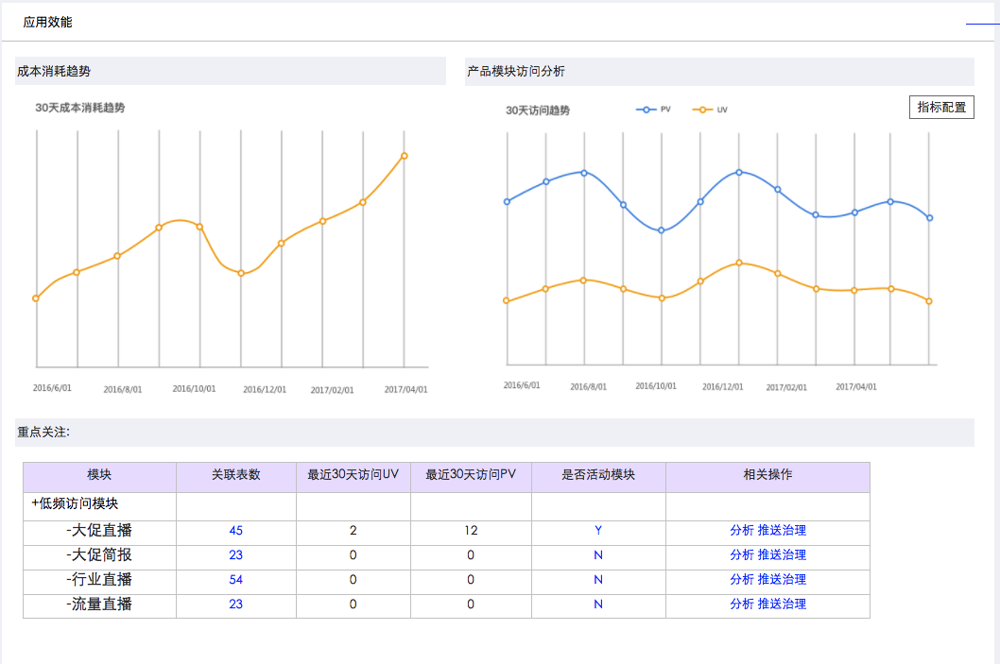 应用效能
成本消耗趋势
产品模块访问分析
30天成本消耗趋势
30天访问趋势
PV
UV
指标配置
2016/6/01 2016/8/01 2016/10/01 2016/12/01 2017/02/01 2017/04/01
2016/6/01 2016/8/01 2016/10/01 2016/12/01 2017/02/01 2017/04/01
重点关注:
模块 关联表数 最近30天访问UV 最近30天访问PV 是否活动模块 相关操作
+低频访问模块
-大促直播 45 2 12 Y 分析 推送治理
-大促简报 23 0 0 N 分析 推送治理
-行业直播 54 0 0 N 分析 推送治理
-流量直播 23 0 0 N 分析 推送治理